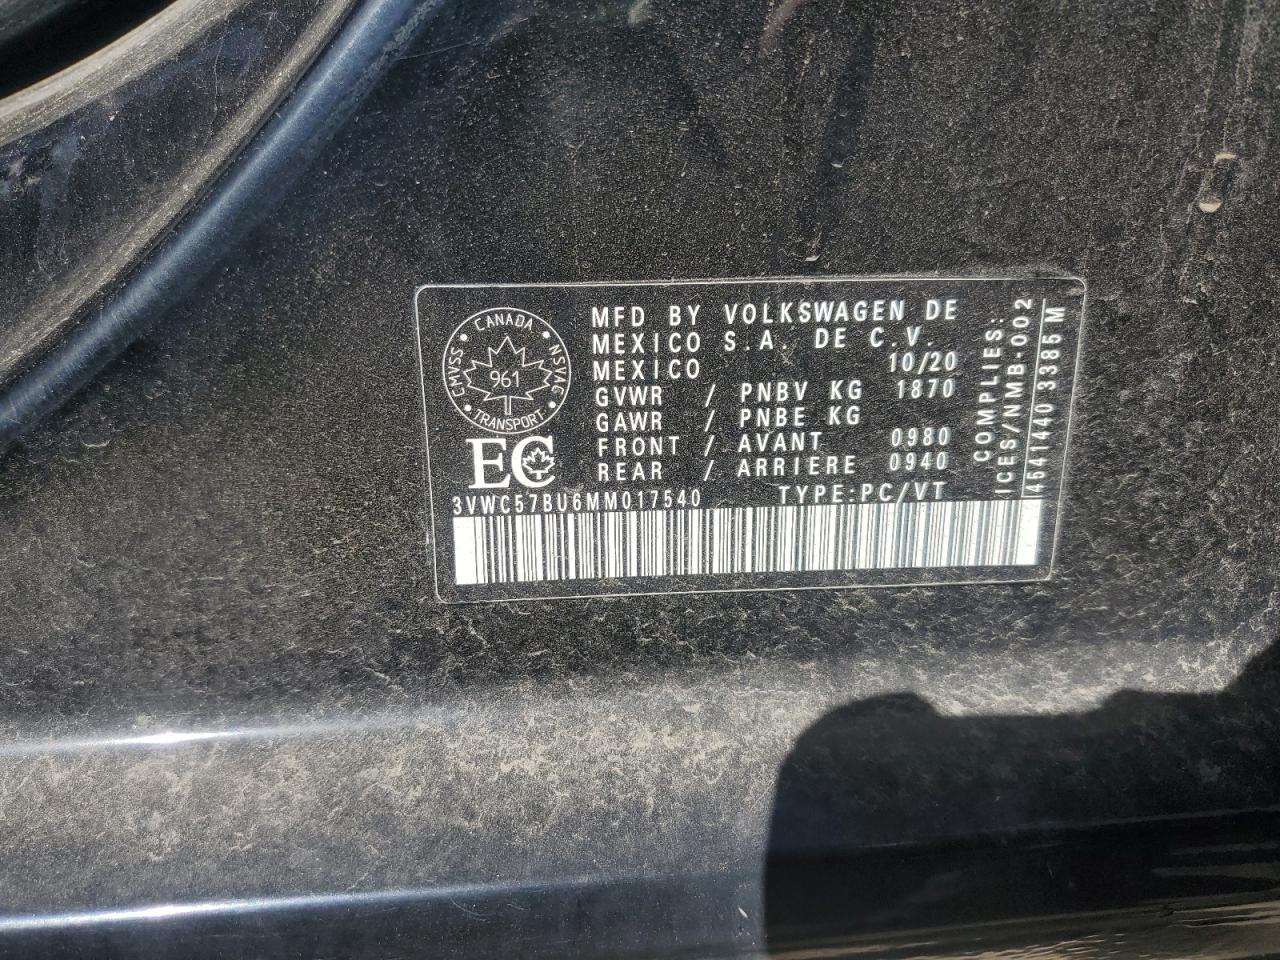 CANADA
CMVSS NSVAC
961
TRANSPORT
EC
MFD BY VOLKSWAGEN DE
MEXICO S.A. DE C.V.
MEXICO 10/20
GVWR / PNBV KG 1870
GAWR / PNBE KG
FRONT / AVANT 0980
REAR / ARRIERE 0940
3VWC57BU6MM017540 TYPE:PC/VT
COMPLIES:
ICES/NMB-002
4541440 3385M